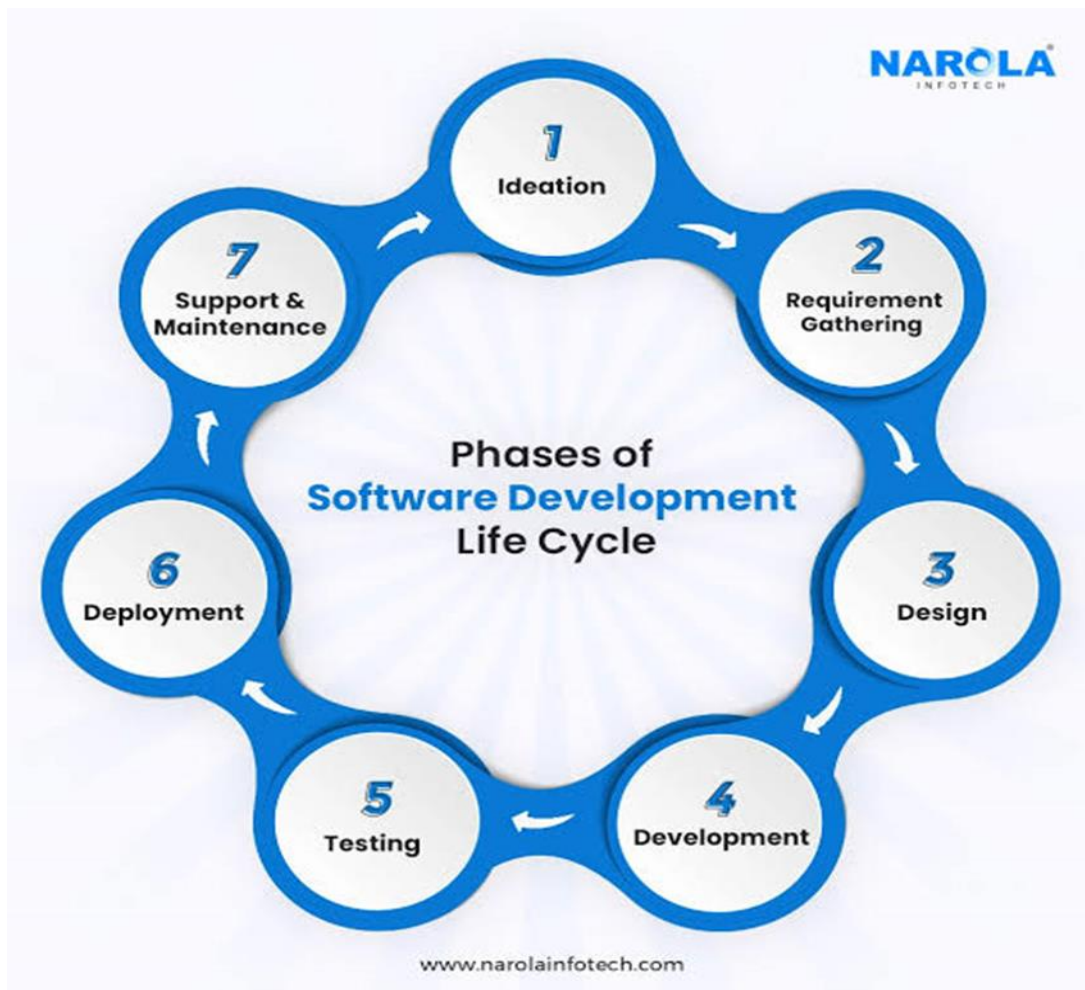 NAROLA
INFOTECH
1
Ideation
2
Requirement
Gathering
3
Design
4
Development
5
Testing
6
Deployment
7
Support &
Maintenance
Phases of
Software Development
Life Cycle
www.narolainfotech.com